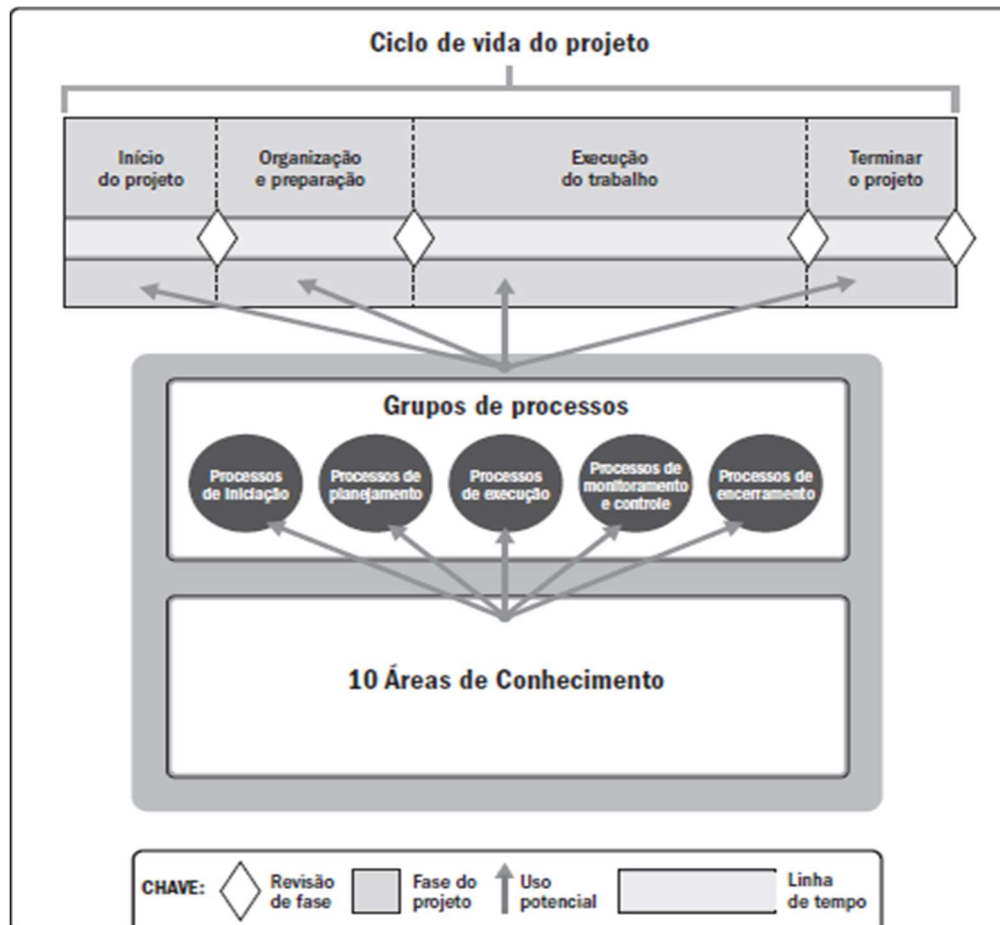 Ciclo de vida do projeto
Início
do projeto
Organização
e preparação
Execução
do trabalho
Terminar
o projeto
Grupos de processos
Processos
de iniciação
Processos de
planejamento
Processos
de execução
Processos de
monitoramento
e controle
Processos de
encerramento
10 Áreas de Conhecimento
CHAVE:
Revisão
de fase
Fase do
projeto
Uso
potencial
Linha
de tempo